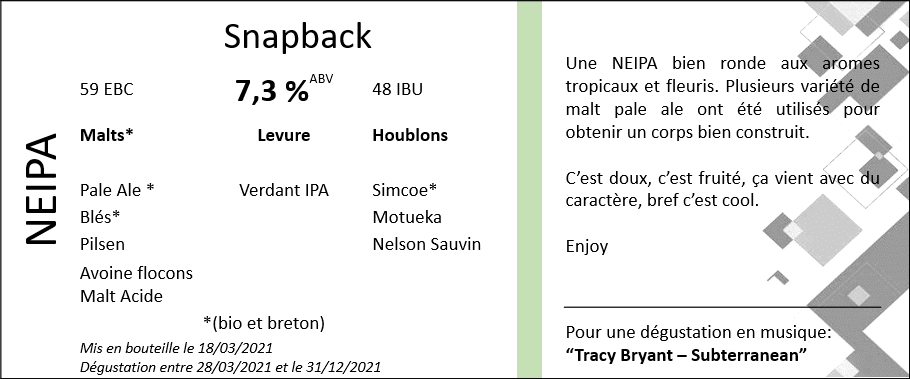 Snapback
59 EBC
7,3 % ABV
48 IBU
NEIPA
Malts*
Levure
Houblons
Pale Ale *
Verdant IPA
Simcoe*
Blés*
Motueka
Pilsen
Nelson Sauvin
Avoine flocons
Malt Acide
*(bio et breton)
Mis en bouteille le 18/03/2021
Dégustation entre 28/03/2021 et le 31/12/2021
Une NEIPA bien ronde aux aromes
tropicaux et fleuris. Plusieurs variété de
malt pale ale ont été utilisés pour
obtenir un corps bien construit.
C’est doux, c’est fruité, ça vient avec du
caractère, bref c’est cool.
Enjoy
Pour une dégustation en musique:
“Tracy Bryant – Subterranean”